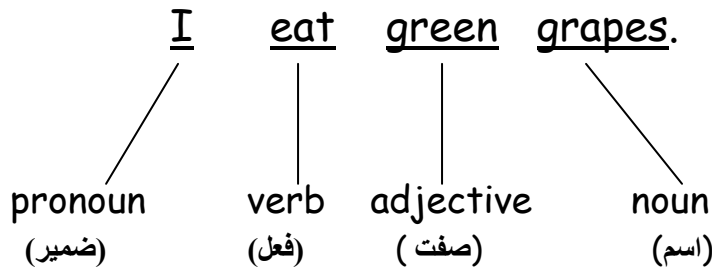 I eat green grapes.
pronoun verb adjective noun
(ضمير) (فعل) (صفت) (اسم)